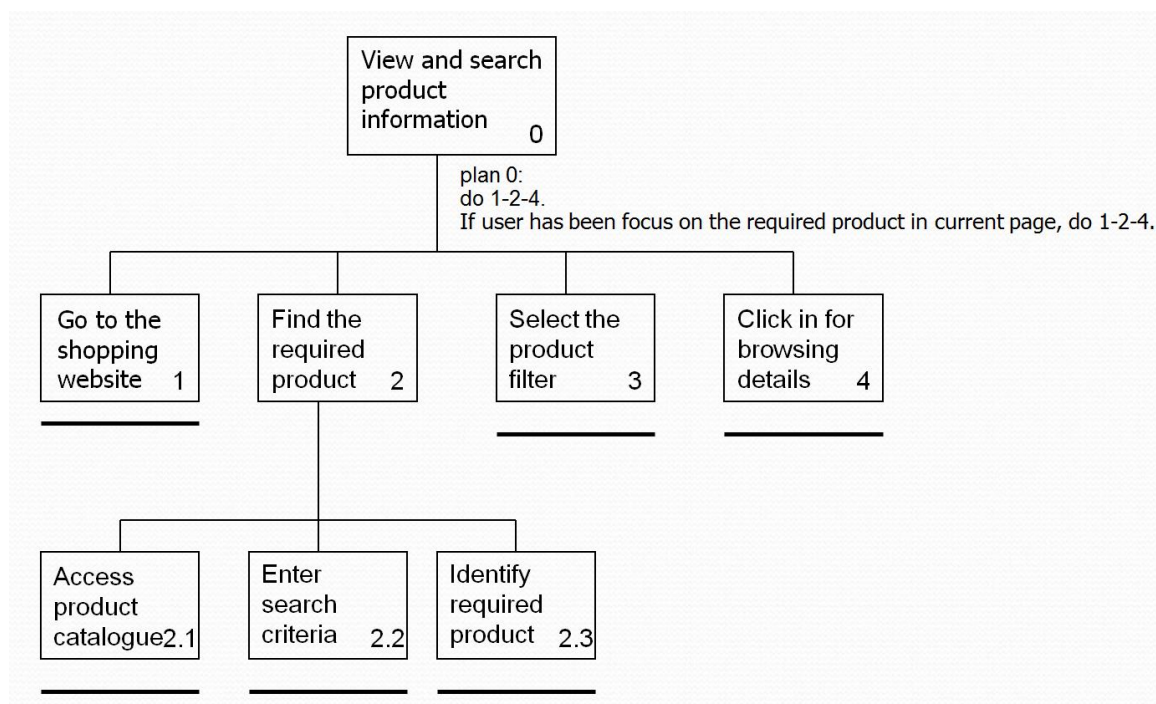 View and search
product
information
0
plan 0:
do 1-2-4.
If user has been focus on the required product in current page, do 1-2-4.
Go to the
shopping
website 1
Find the
required
product 2
Select the
product
filter 3
Click in for
browsing
details 4
Access
product
catalogue2.1
Enter
search
criteria 2.2
Identify
required
product 2.3